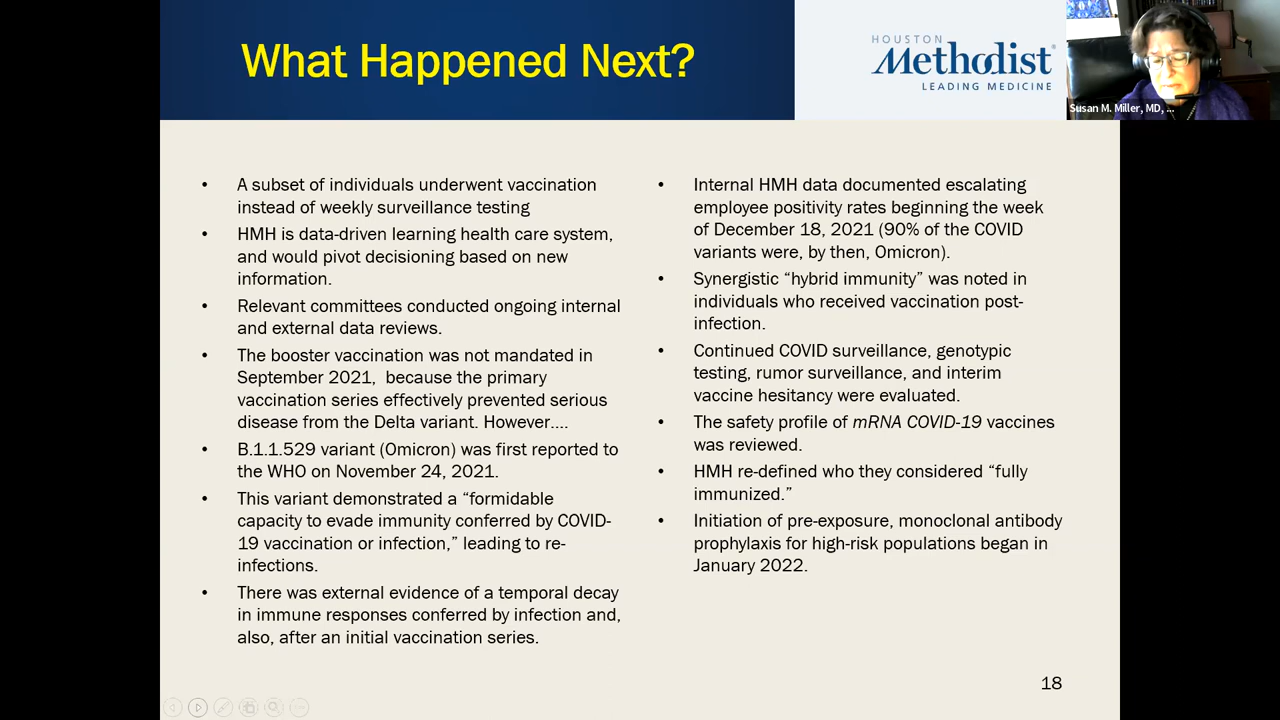 What Happened Next?
HOUSTON
Methodist
LEADING MEDICINE
Susan M. Miller, MD, ...
• A subset of individuals underwent vaccination
instead of weekly surveillance testing
• HMH is data-driven learning health care system,
and would pivot decisioning based on new
information.
• Relevant committees conducted ongoing internal
and external data reviews.
• The booster vaccination was not mandated in
September 2021, because the primary
vaccination series effectively prevented serious
disease from the Delta variant. However....
• B.1.1.529 variant (Omicron) was first reported to
the WHO on November 24, 2021.
• This variant demonstrated a “formidable
capacity to evade immunity conferred by COVID-
19 vaccination or infection,” leading to re-
infections.
• There was external evidence of a temporal decay
in immune responses conferred by infection and,
also, after an initial vaccination series.
• Internal HMH data documented escalating
employee positivity rates beginning the week
of December 18, 2021 (90% of the COVID
variants were, by then, Omicron).
• Synergistic “hybrid immunity” was noted in
individuals who received vaccination post-
infection.
• Continued COVID surveillance, genotypic
testing, rumor surveillance, and interim
vaccine hesitancy were evaluated.
• The safety profile of mRNA COVID-19 vaccines
was reviewed.
• HMH re-defined who they considered “fully
immunized.”
• Initiation of pre-exposure, monoclonal antibody
prophylaxis for high-risk populations began in
January 2022.
18